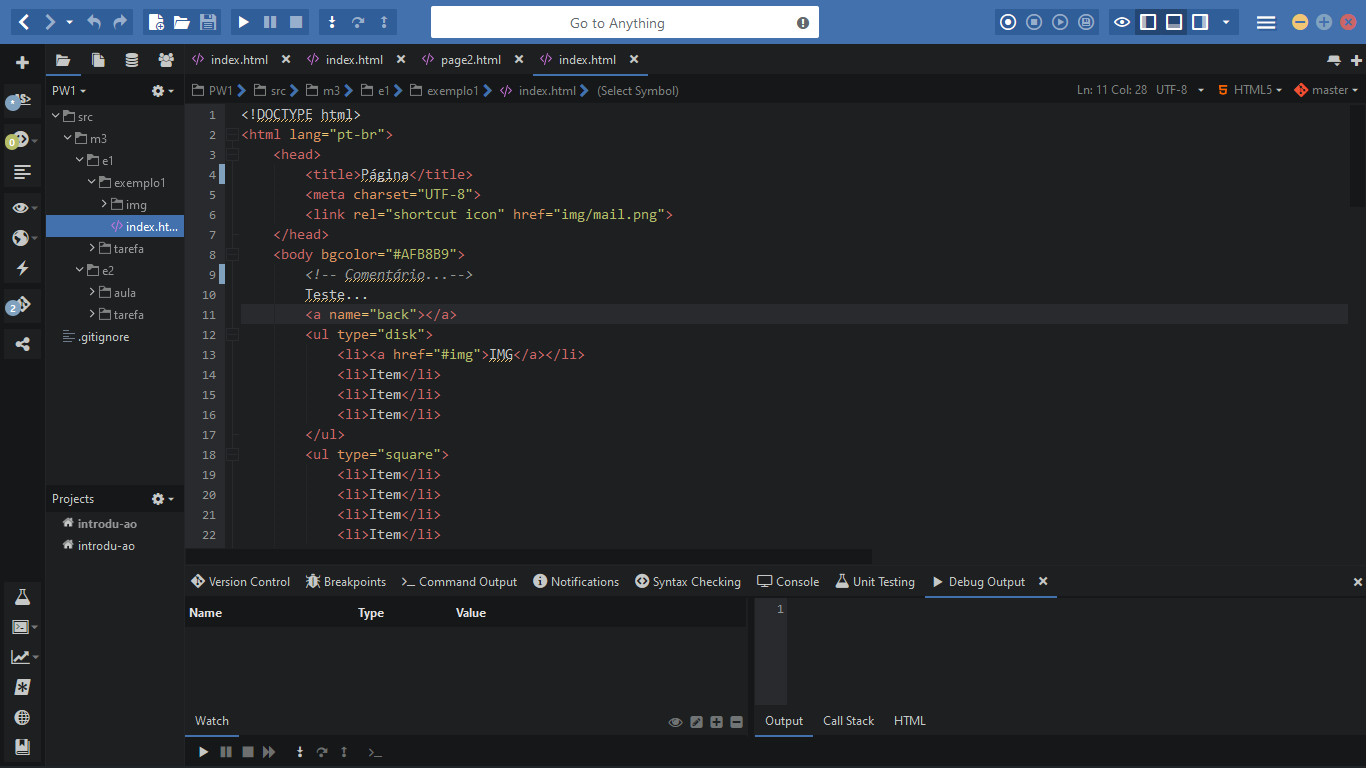 Go to Anything
index.html
index.html
page2.html
index.html
PW1
PW1 src m3 e1 exemplo1 index.html (Select Symbol)
Ln: 11 Col: 28 UTF-8 HTML5 master
src
m3
e1
exemplo1
img
index.ht...
tarefa
e2
aula
tarefa
.gitignore
0
2
Projects
introdu-ao
introdu-ao
1 <!DOCTYPE html>
2 <html lang="pt-br">
3 <head>
4 <title>Página</title>
5 <meta charset="UTF-8">
6 <link rel="shortcut icon" href="img/mail.png">
7 </head>
8 <body bgcolor="#AFB8B9">
9 <!-- Comentário...-->
10 Teste...
11 <a name="back"></a>
12 <ul type="disk">
13 <li><a href="#img">IMG</a></li>
14 <li>Item</li>
15 <li>Item</li>
16 <li>Item</li>
17 </ul>
18 <ul type="square">
19 <li>Item</li>
20 <li>Item</li>
21 <li>Item</li>
22 <li>Item</li>
Version Control Breakpoints Command Output Notifications Syntax Checking Console Unit Testing Debug Output
Name Type Value
1
Watch
Output Call Stack HTML